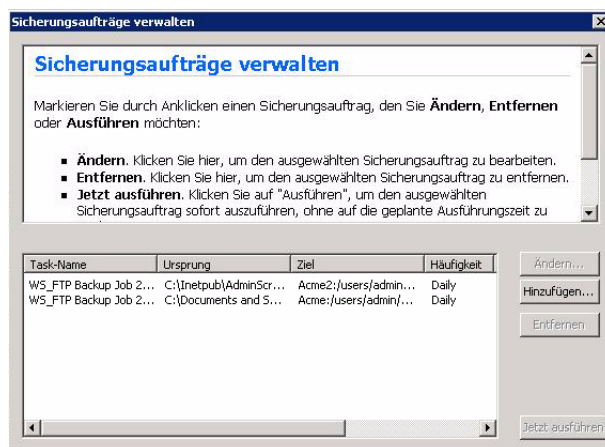 Sicherungsaufträge verwalten
Sicherungsaufträge verwalten
Markieren Sie durch Anklicken einen Sicherungsauftrag, den Sie Ändern, Entfernen
oder Ausführen möchten:
▪ Ändern. Klicken Sie hier, um den ausgewählten Sicherungsauftrag zu bearbeiten.
▪ Entfernen. Klicken Sie hier, um den ausgewählten Sicherungsauftrag zu entfernen.
▪ Jetzt ausführen. Klicken Sie auf "Ausführen", um den ausgewählten
Sicherungsauftrag sofort auszuführen, ohne auf die geplante Ausführungszeit zu
Task-Name Ursprung Ziel Häufigkeit
WS_FTP Backup Job 2... C:\Inetpub\AdminScr... Acme2:/users/admin... Daily
WS_FTP Backup Job 2... C:\Documents and S... Acme:/users/admin/... Daily
Ändern...
Hinzufügen...
Entfernen
Jetzt ausführen